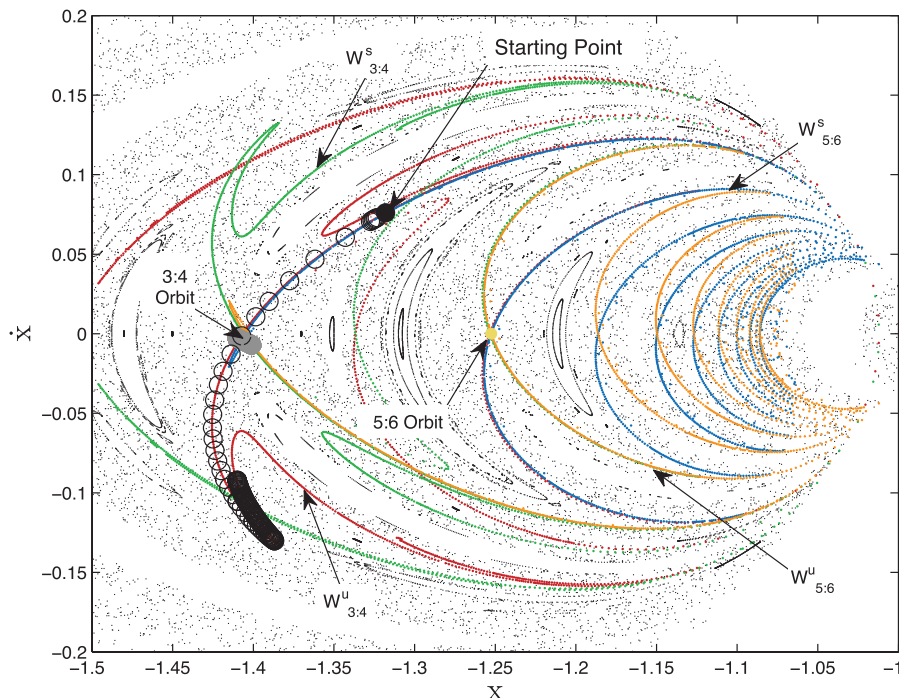 0.2
0.15
0.1
0.05
0
−0.05
−0.1
−0.15
−0.2
ẋ
W^s_{3:4}
Starting Point
W^s_{5:6}
3:4
Orbit
5:6 Orbit
W^u_{3:4}
W^u_{5:6}
−1.5
−1.45
−1.4
−1.35
−1.3
−1.25
−1.2
−1.15
−1.1
−1.05
−1
x